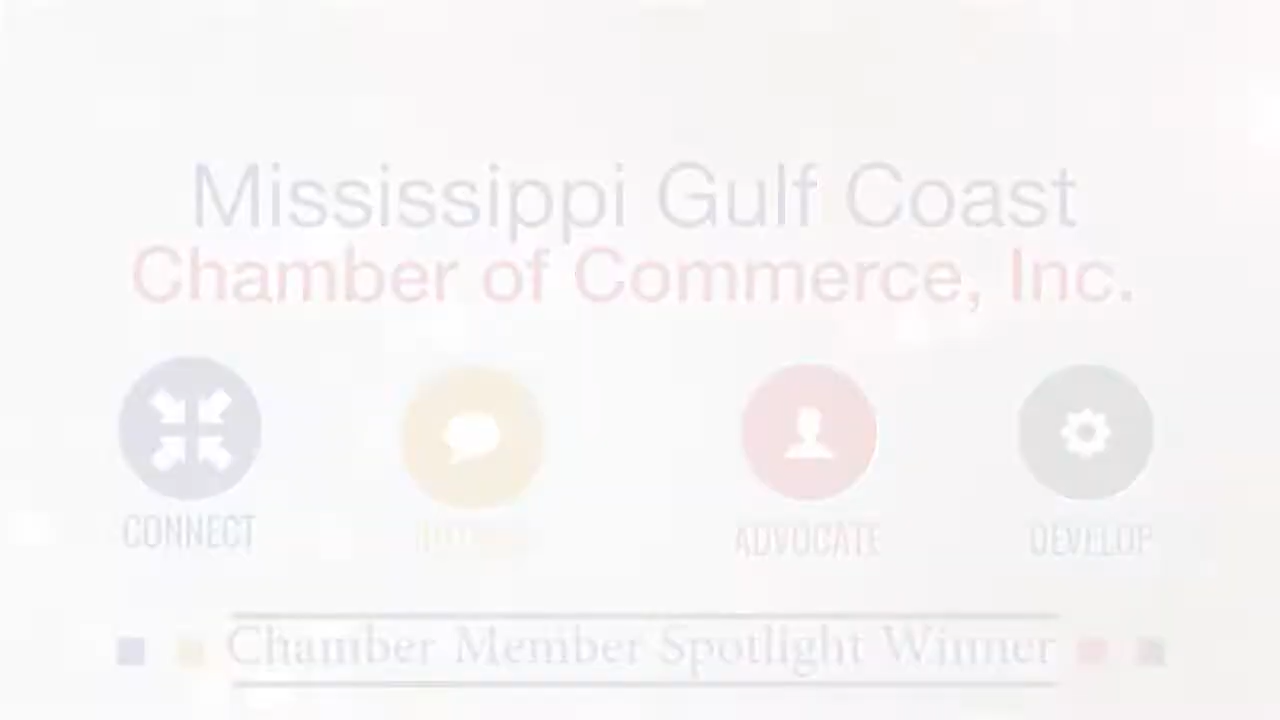 Mississippi Gulf Coast
Chamber of Commerce, Inc.
CONNECT
ADVOCATE
DEVELOP
Chamber Member Spotlight Winner